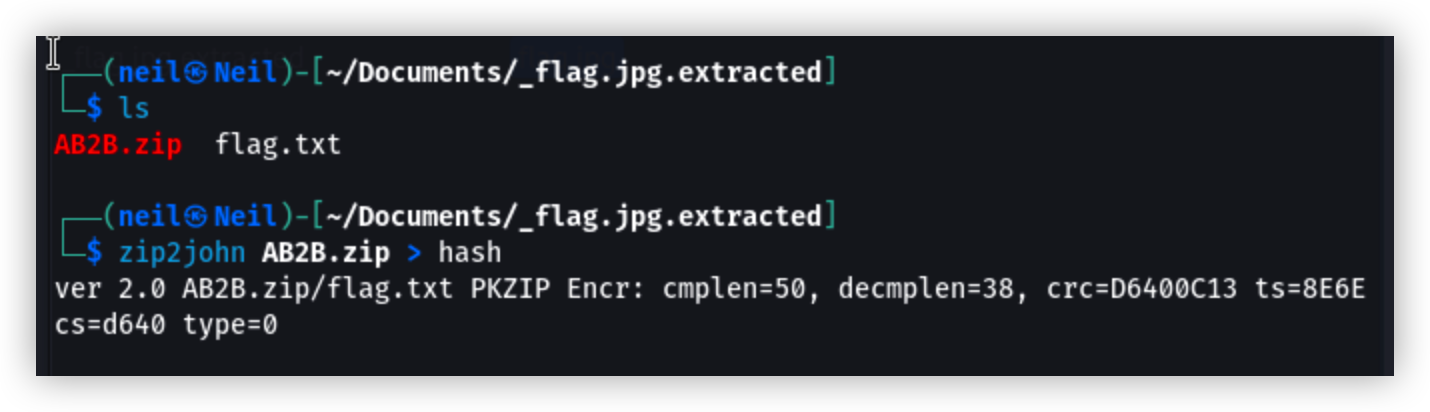 ┌──(neil㉿Neil)-[~/Documents/_flag.jpg.extracted]
└─$ ls
AB2B.zip  flag.txt
┌──(neil㉿Neil)-[~/Documents/_flag.jpg.extracted]
└─$ zip2john AB2B.zip > hash
ver 2.0 AB2B.zip/flag.txt PKZIP Encr: cmplen=50, decmplen=38, crc=D6400C13 ts=8E6E
cs=d640 type=0